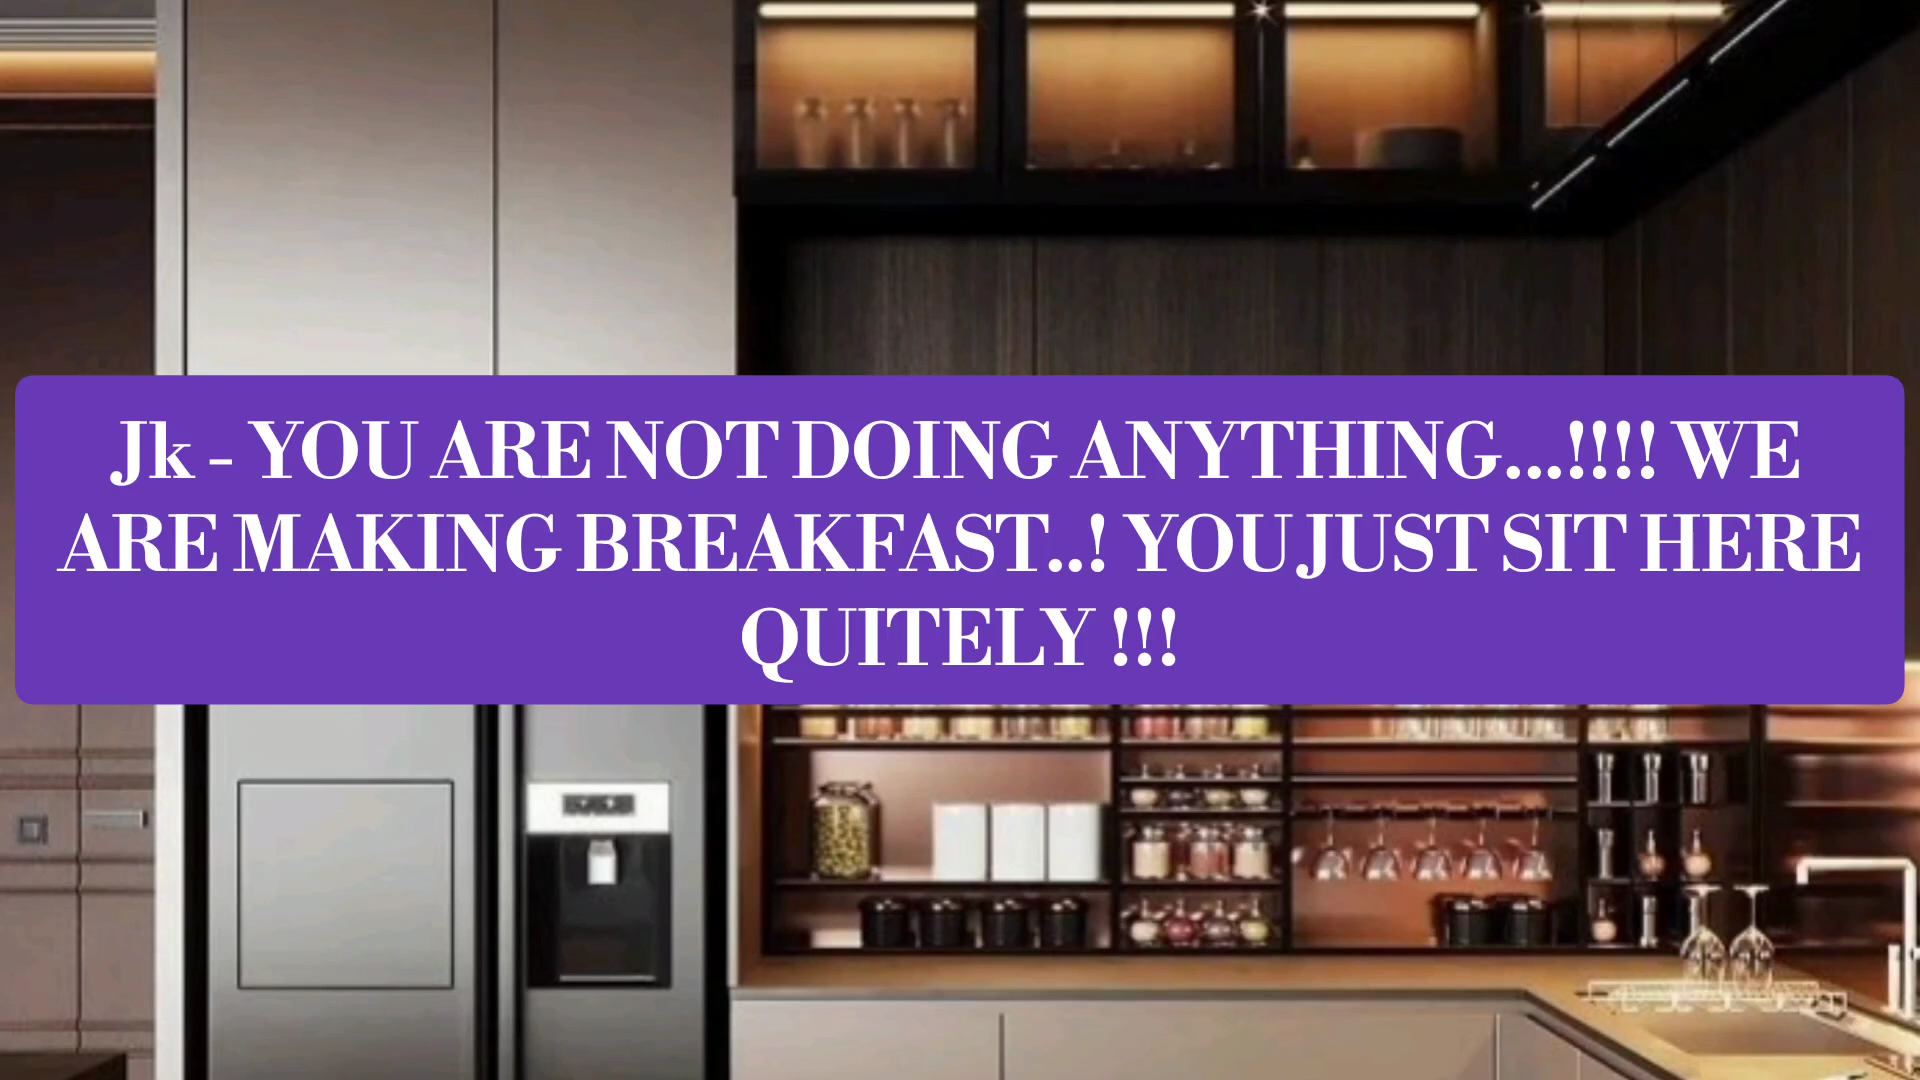 Jk - YOU ARE NOT DOING ANYTHING...!!!! WE
ARE MAKING BREAKFAST..! YOU JUST SIT HERE
QUITELY !!!